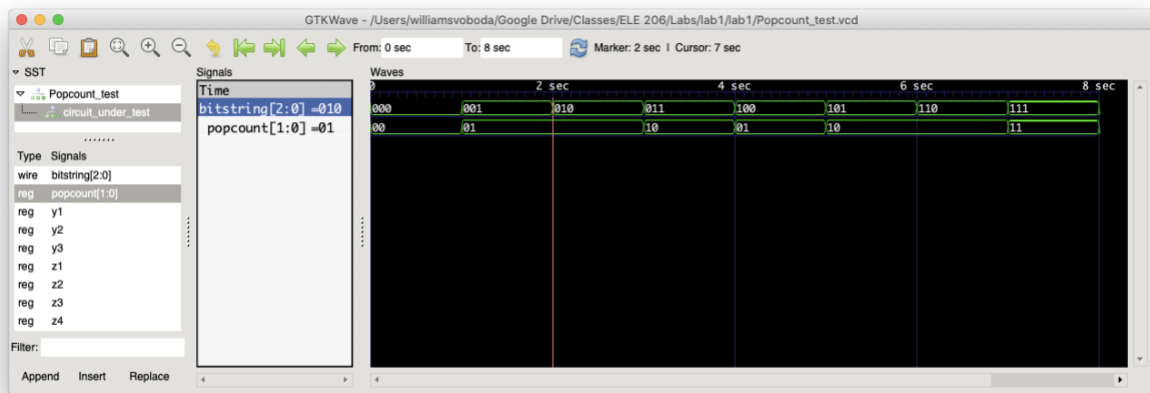 GTKWave - /Users/williamsvoboda/Google Drive/Classes/ELE 206/Labs/lab1/lab1/Popcount_test.vcd
From: 0 sec To: 8 sec Marker: 2 sec | Cursor: 7 sec
SST
Popcount_test
circuit_under_test
Type Signals
wire bitstring[2:0]
reg popcount[1:0]
reg y1
reg y2
reg y3
reg z1
reg z2
reg z3
reg z4
Filter:
Append Insert Replace
Signals
Time
bitstring[2:0] =010
popcount[1:0] =01
Waves
0 2 sec 4 sec 6 sec 8 sec
000 001 010 011 100 101 110 111
00 01 10 01 10 11